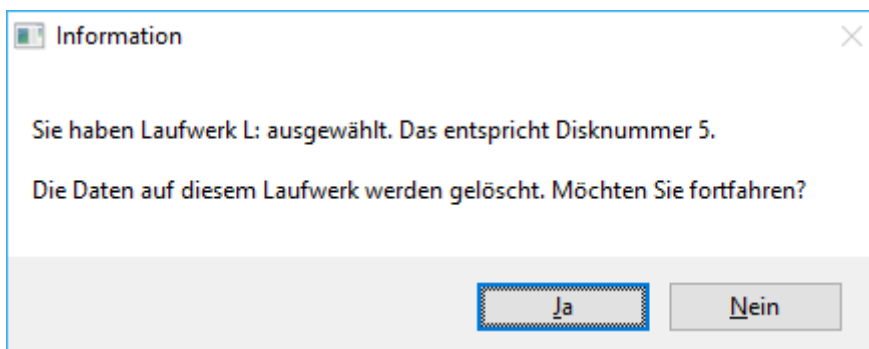 Information
Sie haben Laufwerk L: ausgewählt. Das entspricht Disknummer 5.
Die Daten auf diesem Laufwerk werden gelöscht. Möchten Sie fortfahren?
Ja Nein